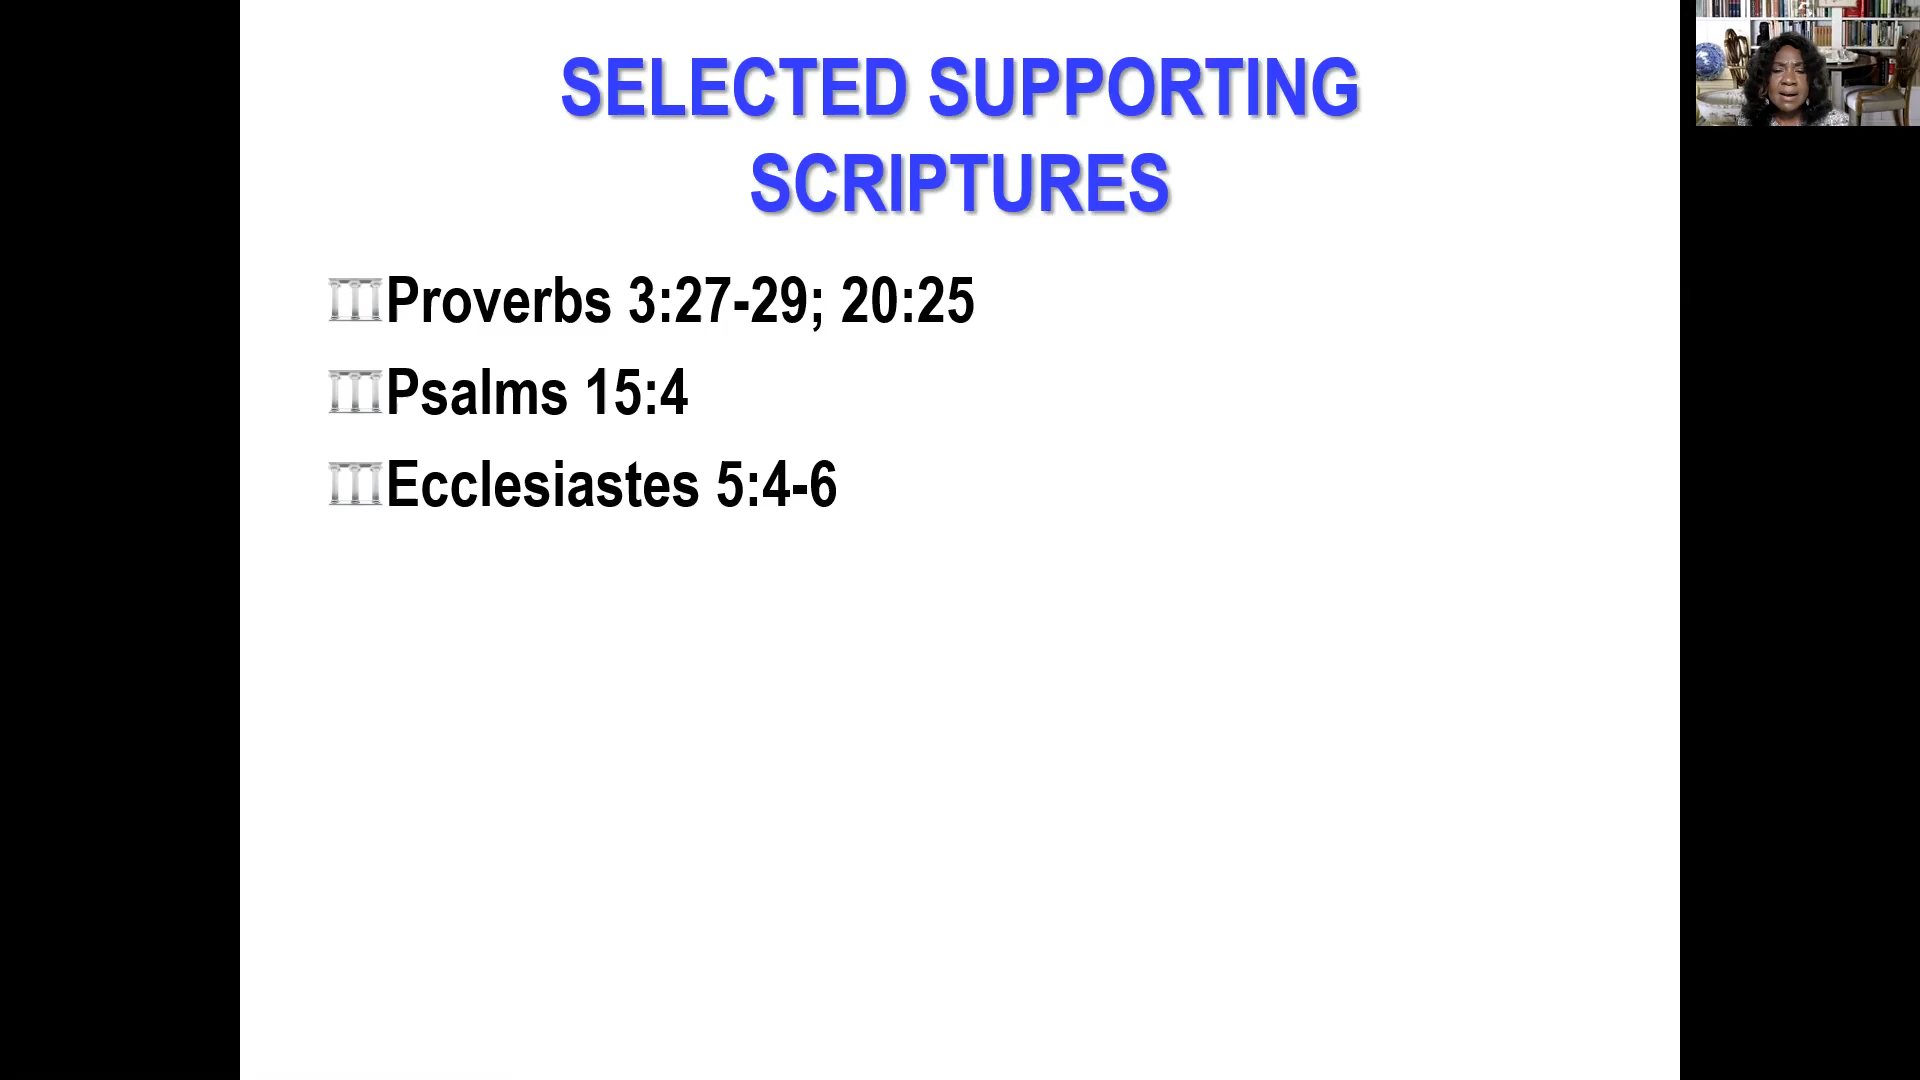 SELECTED SUPPORTING
SCRIPTURES
Proverbs 3:27-29; 20:25
Psalms 15:4
Ecclesiastes 5:4-6